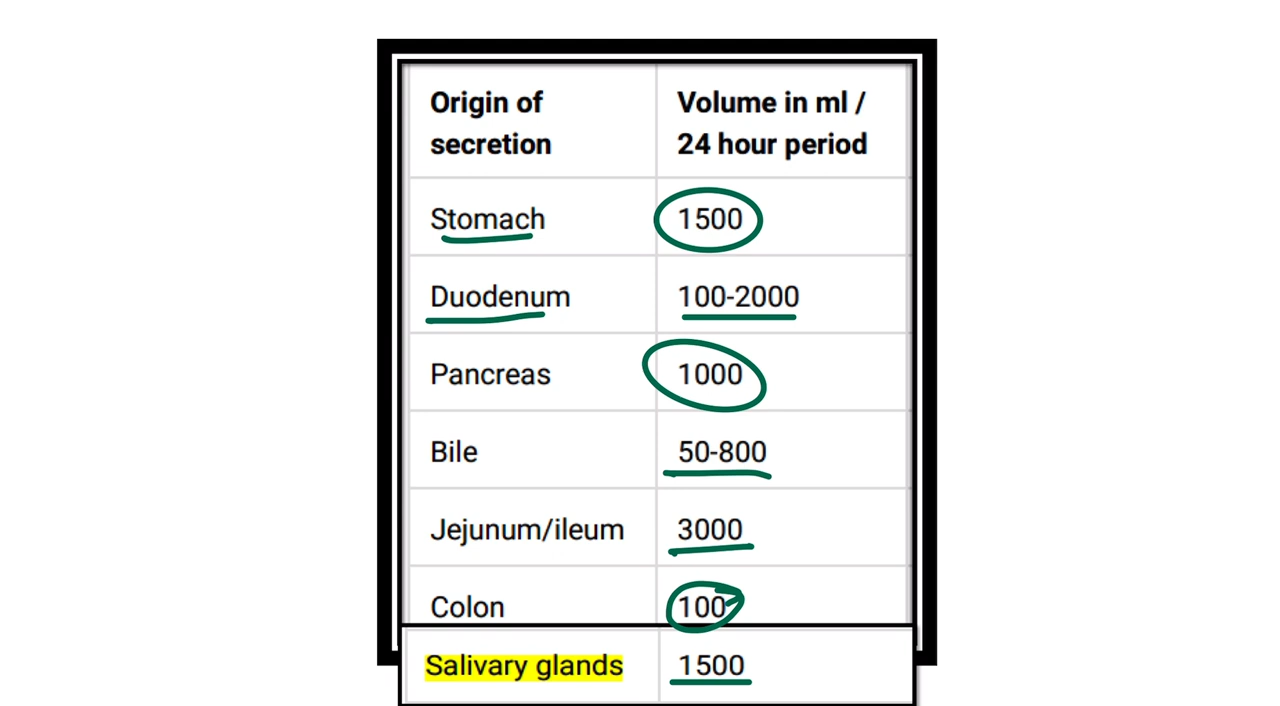 Origin of secretion Volume in ml / 24 hour period
Stomach 1500
Duodenum 100-2000
Pancreas 1000
Bile 50-800
Jejunum/ileum 3000
Colon 100
Salivary glands 1500